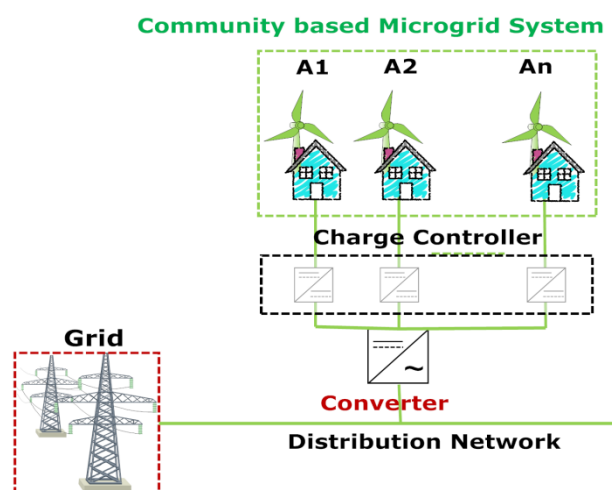 Community based Microgrid System
A1 A2 An
Charge Controller
Grid
~
Converter
Distribution Network